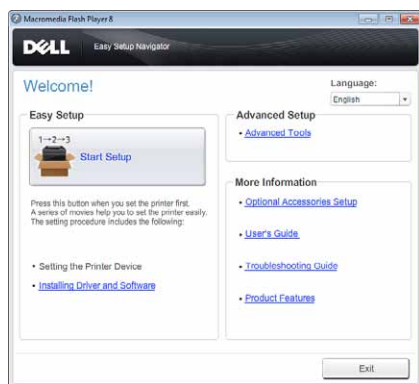 Macromedia Flash Player 8
DELL
Easy Setup Navigator
Welcome!
Language:
English
Easy Setup
1→2→3
Start Setup
Press this button when you set the printer first.
A series of movies help you to set the printer easily.
The setting procedure includes the following:
• Setting the Printer Device
• Installing Driver and Software
Advanced Setup
• Advanced Tools
More Information
• Optional Accessories Setup
• User's Guide
• Troubleshooting Guide
• Product Features
Exit